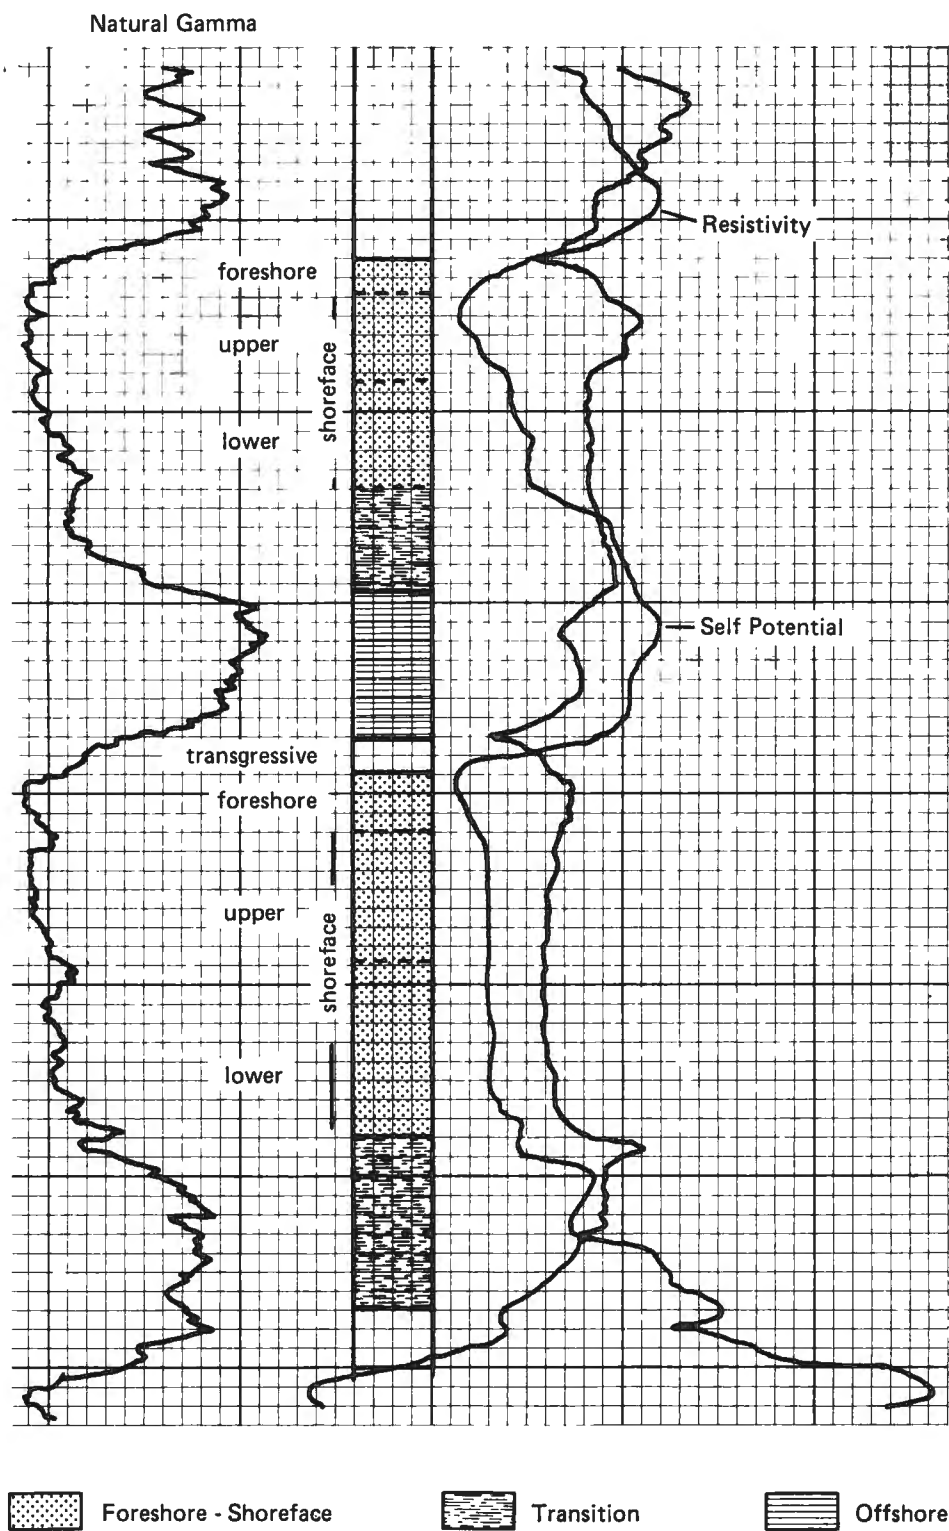 Natural Gamma
Resistivity
foreshore
upper
shoreface
lower
Self Potential
transgressive
foreshore
upper
shoreface
lower
Foreshore - Shoreface
Transition
Offshore